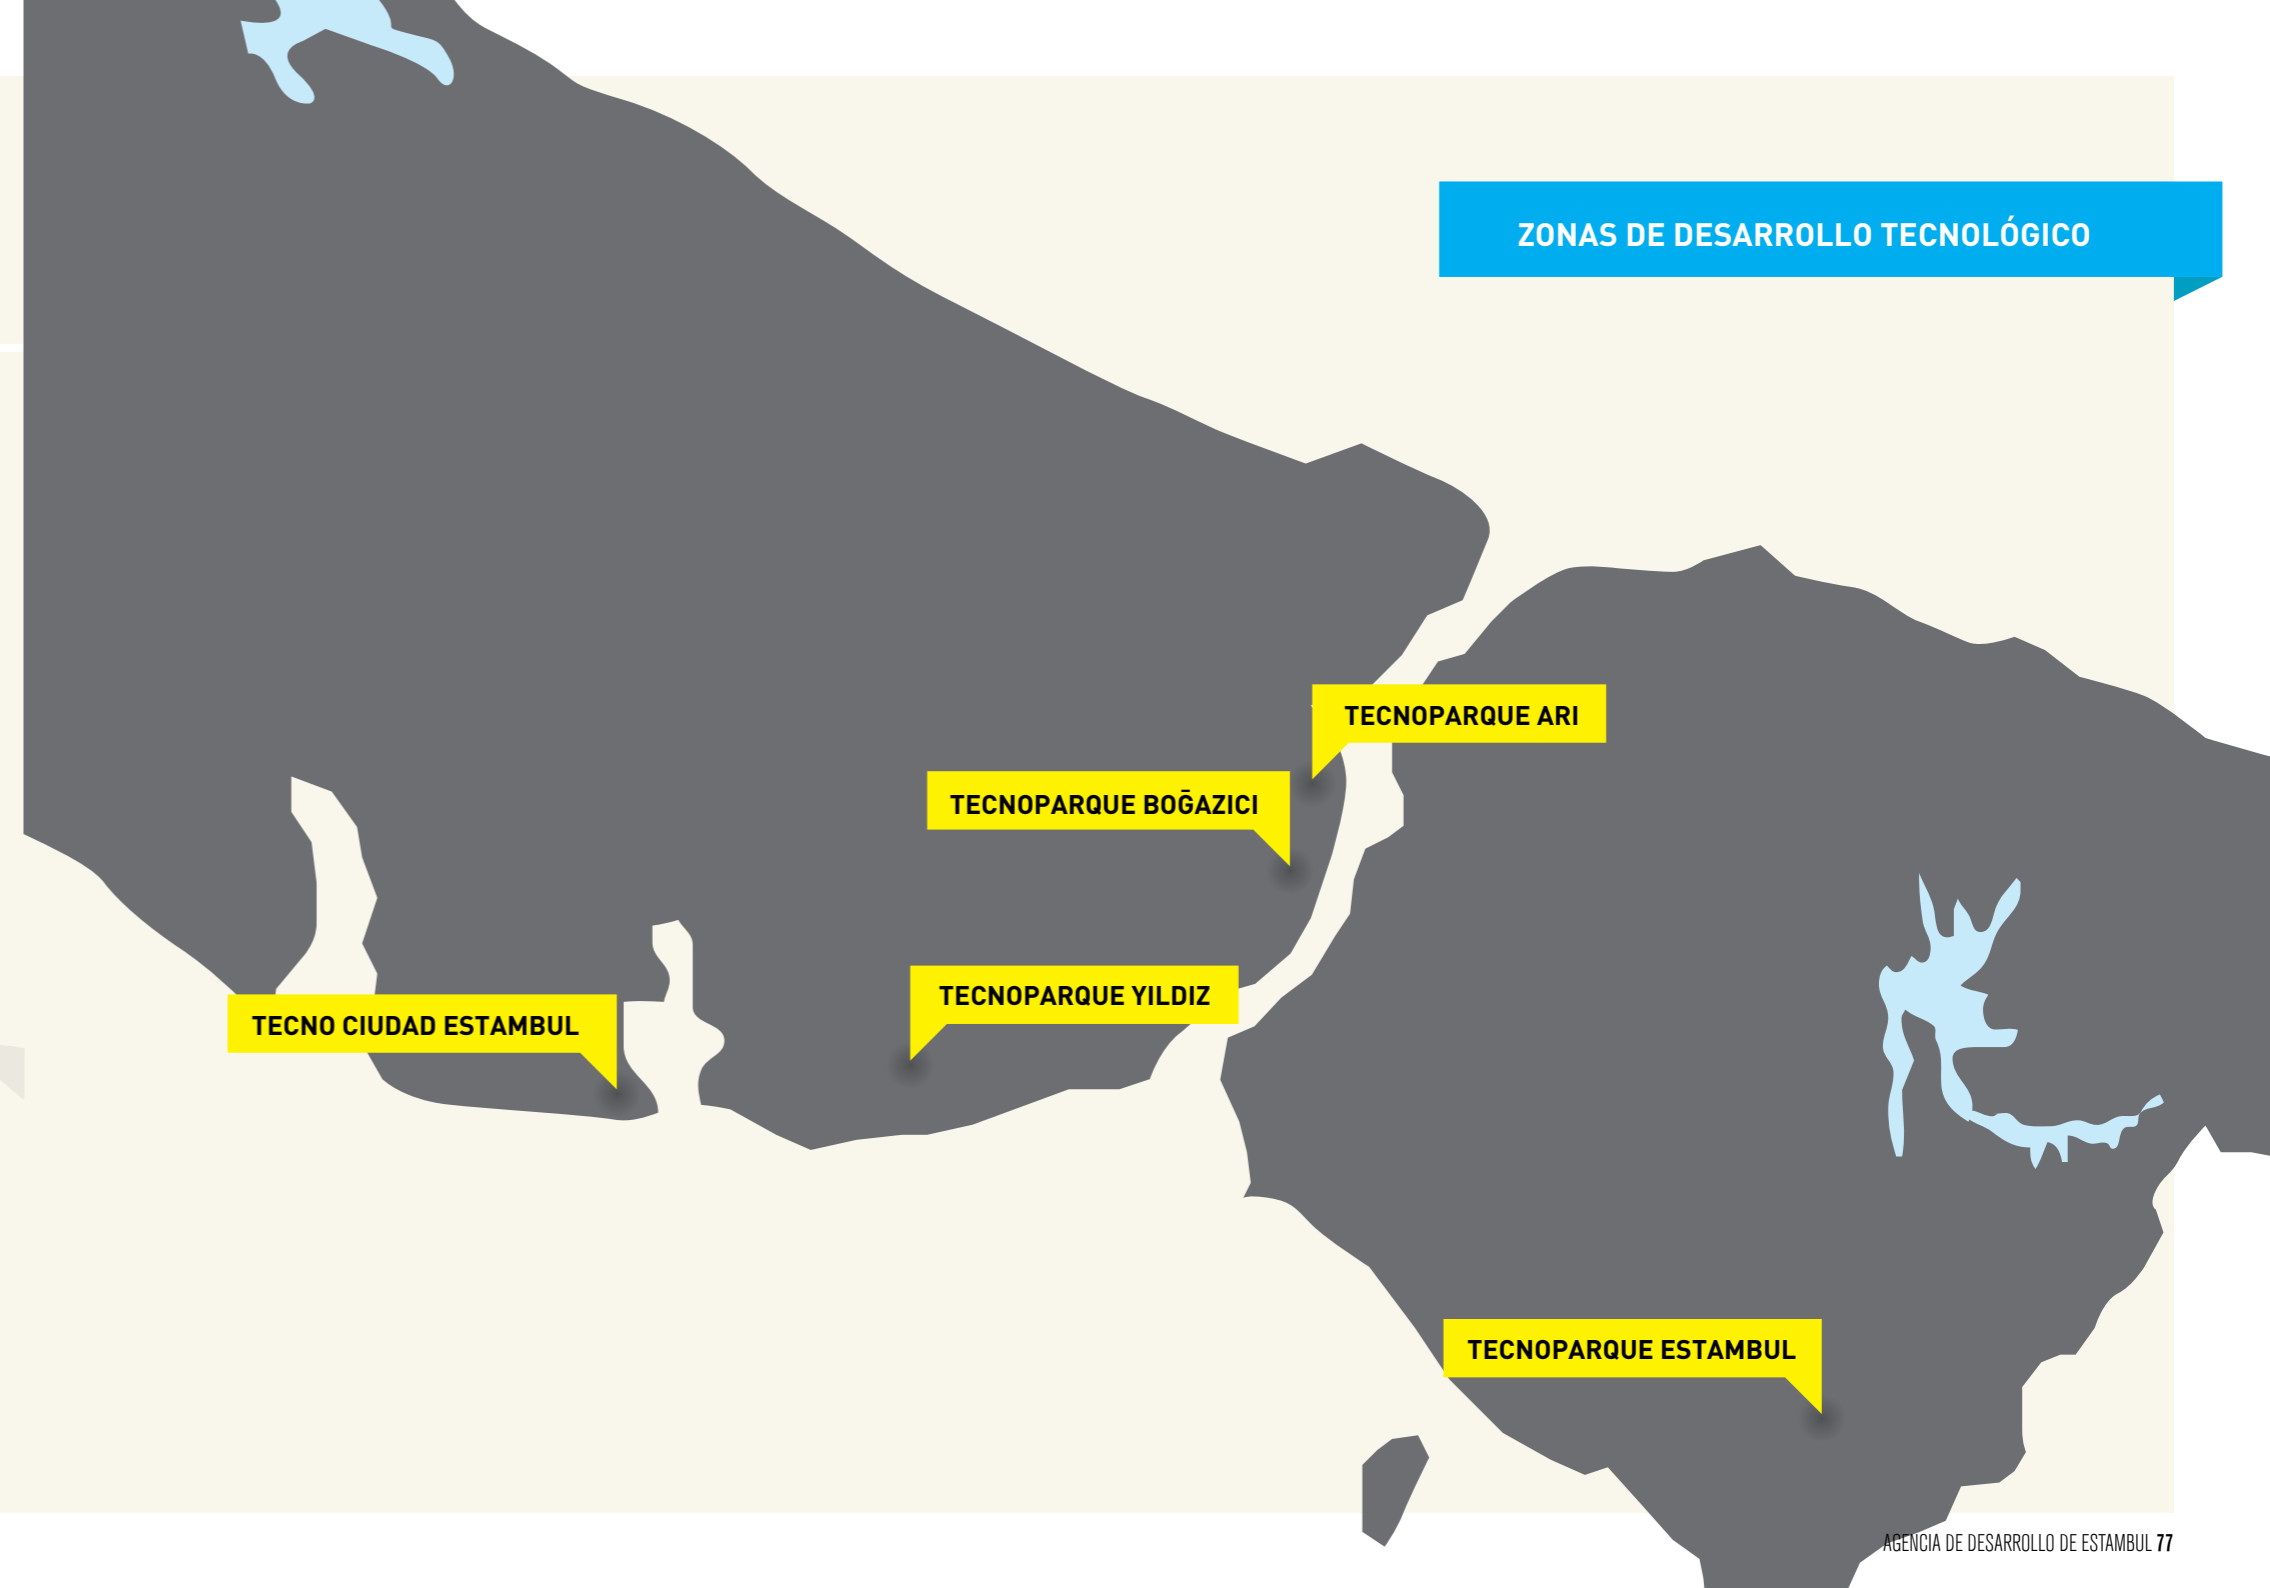 ZONAS DE DESARROLLO TECNOLÓGICO
TECNOPARQUE ARI
TECNOPARQUE BOĞAZICI
TECNOPARQUE YILDIZ
TECNO CIUDAD ESTAMBUL
TECNOPARQUE ESTAMBUL
AGENCIA DE DESARROLLO DE ESTAMBUL 77